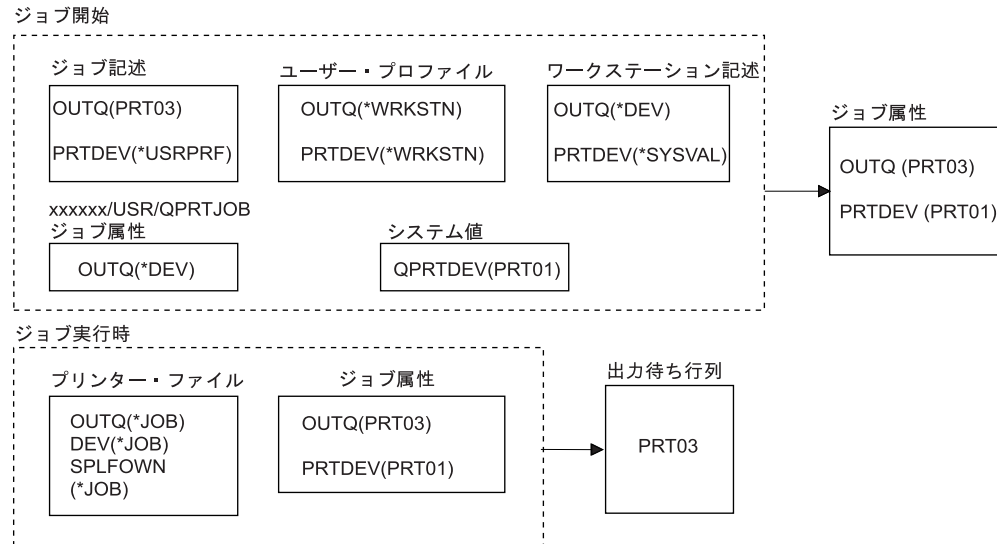 ジョブ開始
ジョブ記述
OUTQ(PRT03)
PRTDEV(*USRPRF)
ユーザー・プロファイル
OUTQ(*WRKSTN)
PRTDEV(*WRKSTN)
ワークステーション記述
OUTQ(*DEV)
PRTDEV(*SYSVAL)
xxxxxx/USR/QPRTJOB
ジョブ属性
OUTQ(*DEV)
システム値
QPRTDEV(PRT01)
ジョブ属性
OUTQ (PRT03)
PRTDEV (PRT01)
ジョブ実行時
プリンター・ファイル
OUTQ(*JOB)
DEV(*JOB)
SPLFOWN
(*JOB)
ジョブ属性
OUTQ(PRT03)
PRTDEV(PRT01)
出力待ち行列
PRT03